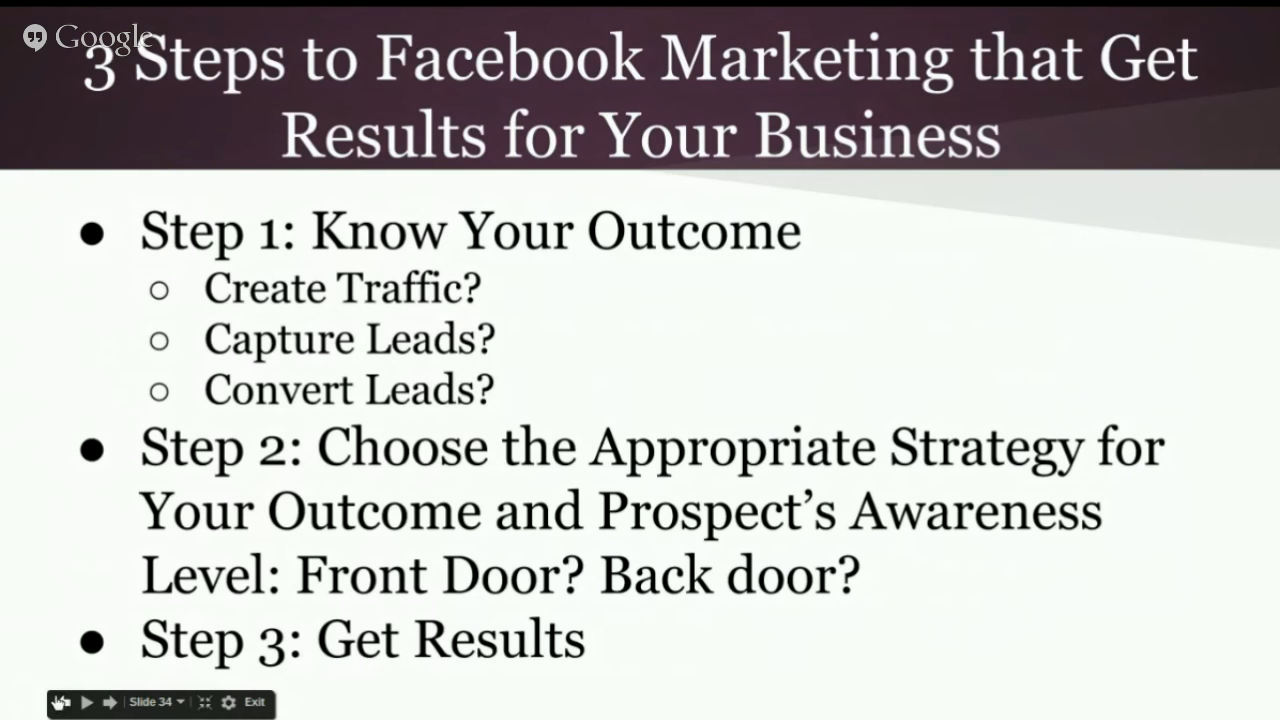 Google
3 Steps to Facebook Marketing that Get
Results for Your Business
● Step 1: Know Your Outcome
○ Create Traffic?
○ Capture Leads?
○ Convert Leads?
● Step 2: Choose the Appropriate Strategy for
Your Outcome and Prospect’s Awareness
Level: Front Door? Back door?
● Step 3: Get Results
Slide 34 Exit